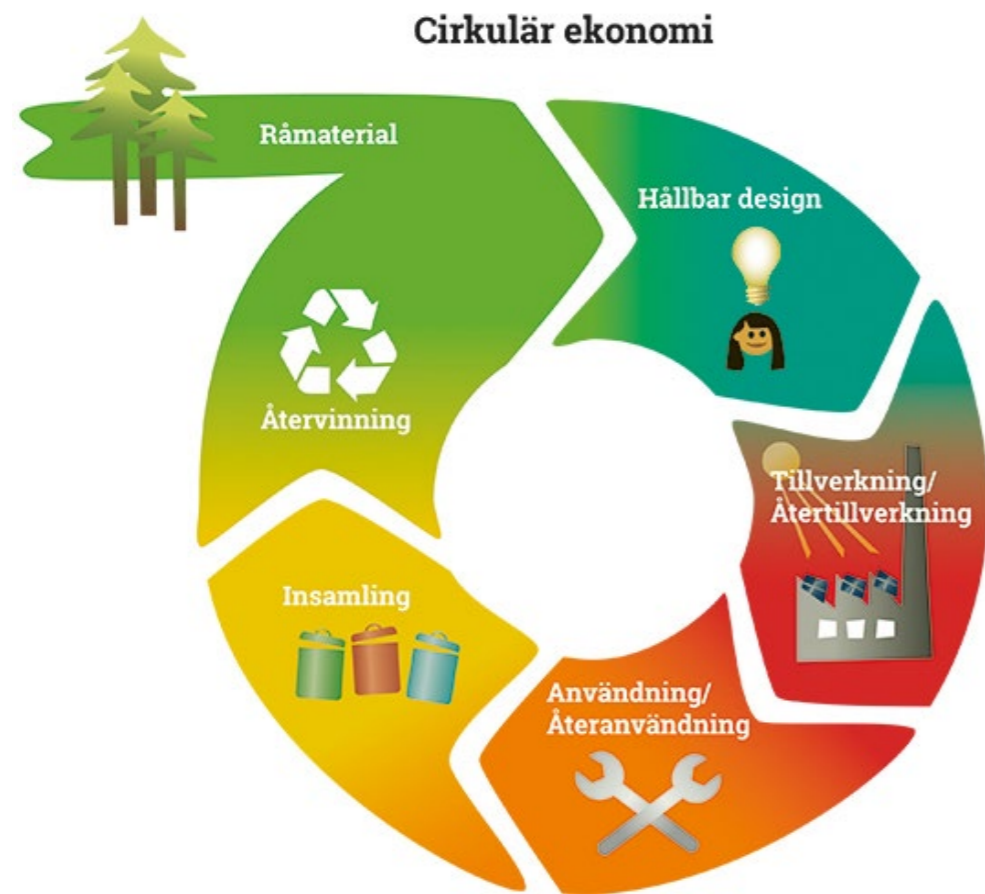 Cirkulär ekonomi
Råmaterial
Hållbar design
Tillverkning/
Återtillverkning
Användning/
Återanvändning
Insamling
Återvinning